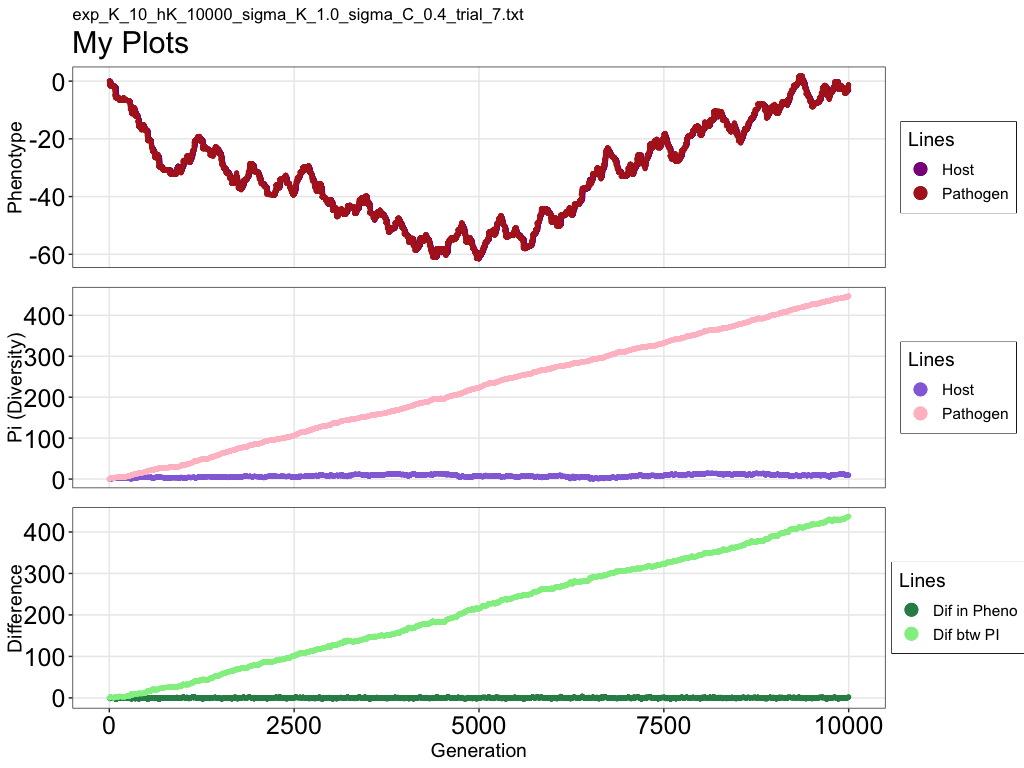 exp_K_10_hK_10000_sigma_K_1.0_sigma_C_0.4_trial_7.txt
My Plots
Phenotype
0
-20
-40
-60
Lines
Host
Pathogen
Pi (Diversity)
400
300
200
100
0
Lines
Host
Pathogen
Difference
400
300
200
100
0
Lines
Dif in Pheno
Dif btw PI
0
2500
5000
7500
10000
Generation